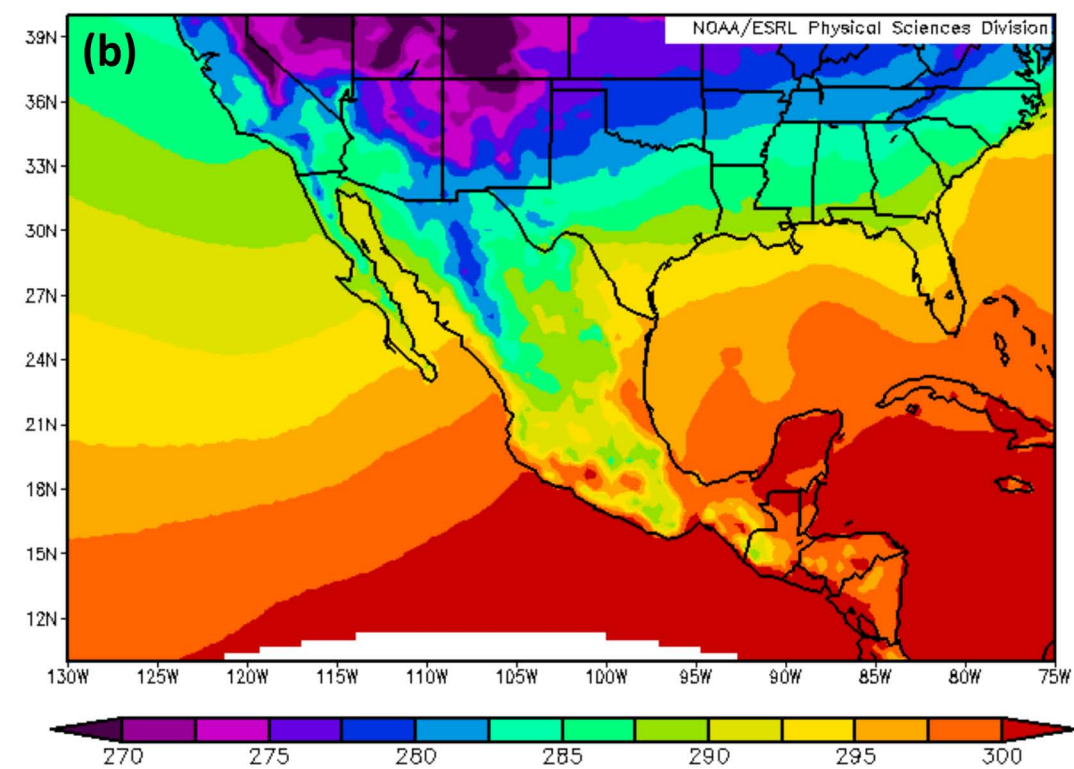 NOAA/ESRL Physical Sciences Division
(b)
39N
36N
33N
30N
27N
24N
21N
18N
15N
12N
130W 125W 120W 115W 110W 105W 100W 95W 90W 85W 80W 75W
270 275 280 285 290 295 300